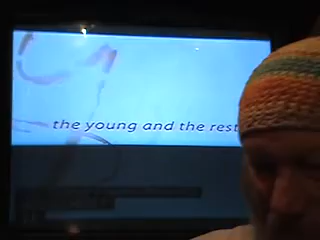 the young and the rest